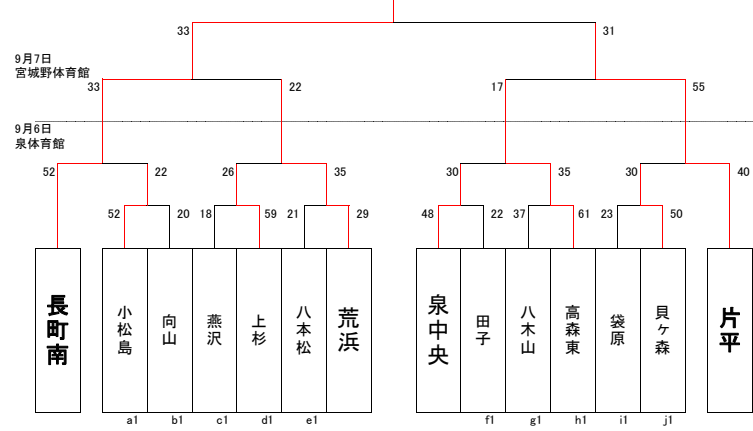 33
31
9月7日
宮城野体育館
33
22
17
55
9月6日
泉体育館
52
22
26
35
30
35
30
40
52
20
18
59
21
29
48
22
37
61
23
50
長町南
小松島
向山
燕沢
上杉
八本松
荒浜
泉中央
田子
八木山
高森東
袋原
貝ヶ森
片平
a1
b1
c1
d1
e1
f1
g1
h1
i1
j1